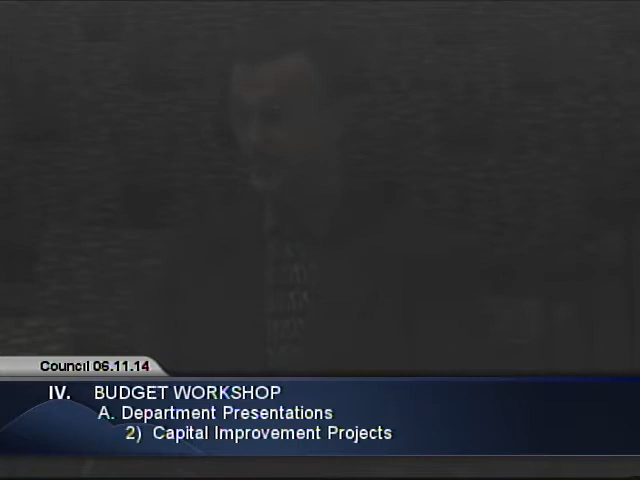 Council 06.11.14
IV. BUDGET WORKSHOP
A. Department Presentations
2) Capital Improvement Projects